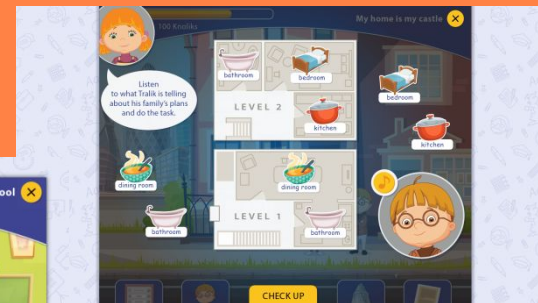 100 Knoliks
My home is my castle
Listen
to what Tralik is telling
about his family's plans
and do the task.
bathroom
bedroom
LEVEL 2
kitchen
bedroom
kitchen
dining room
dining room
bathroom
LEVEL 1
bathroom
ool
CHECK UP